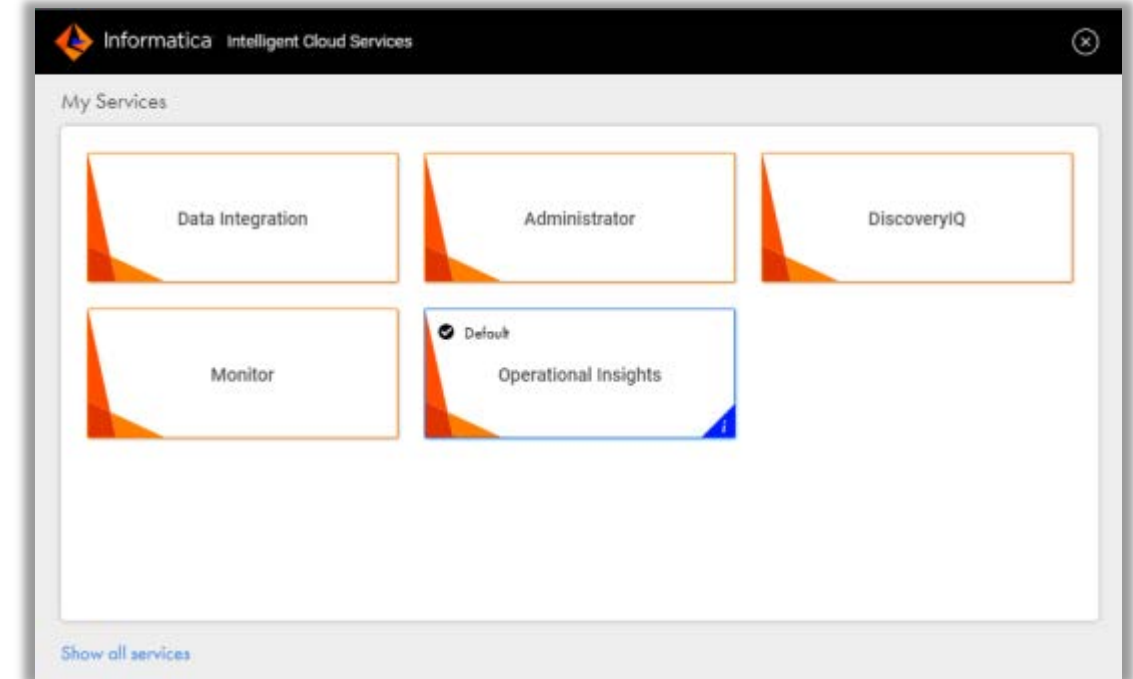 Informatica Intelligent Cloud Services
My Services
Data Integration
Administrator
DiscoveryIQ
Monitor
Default
Operational Insights
i
Show all services